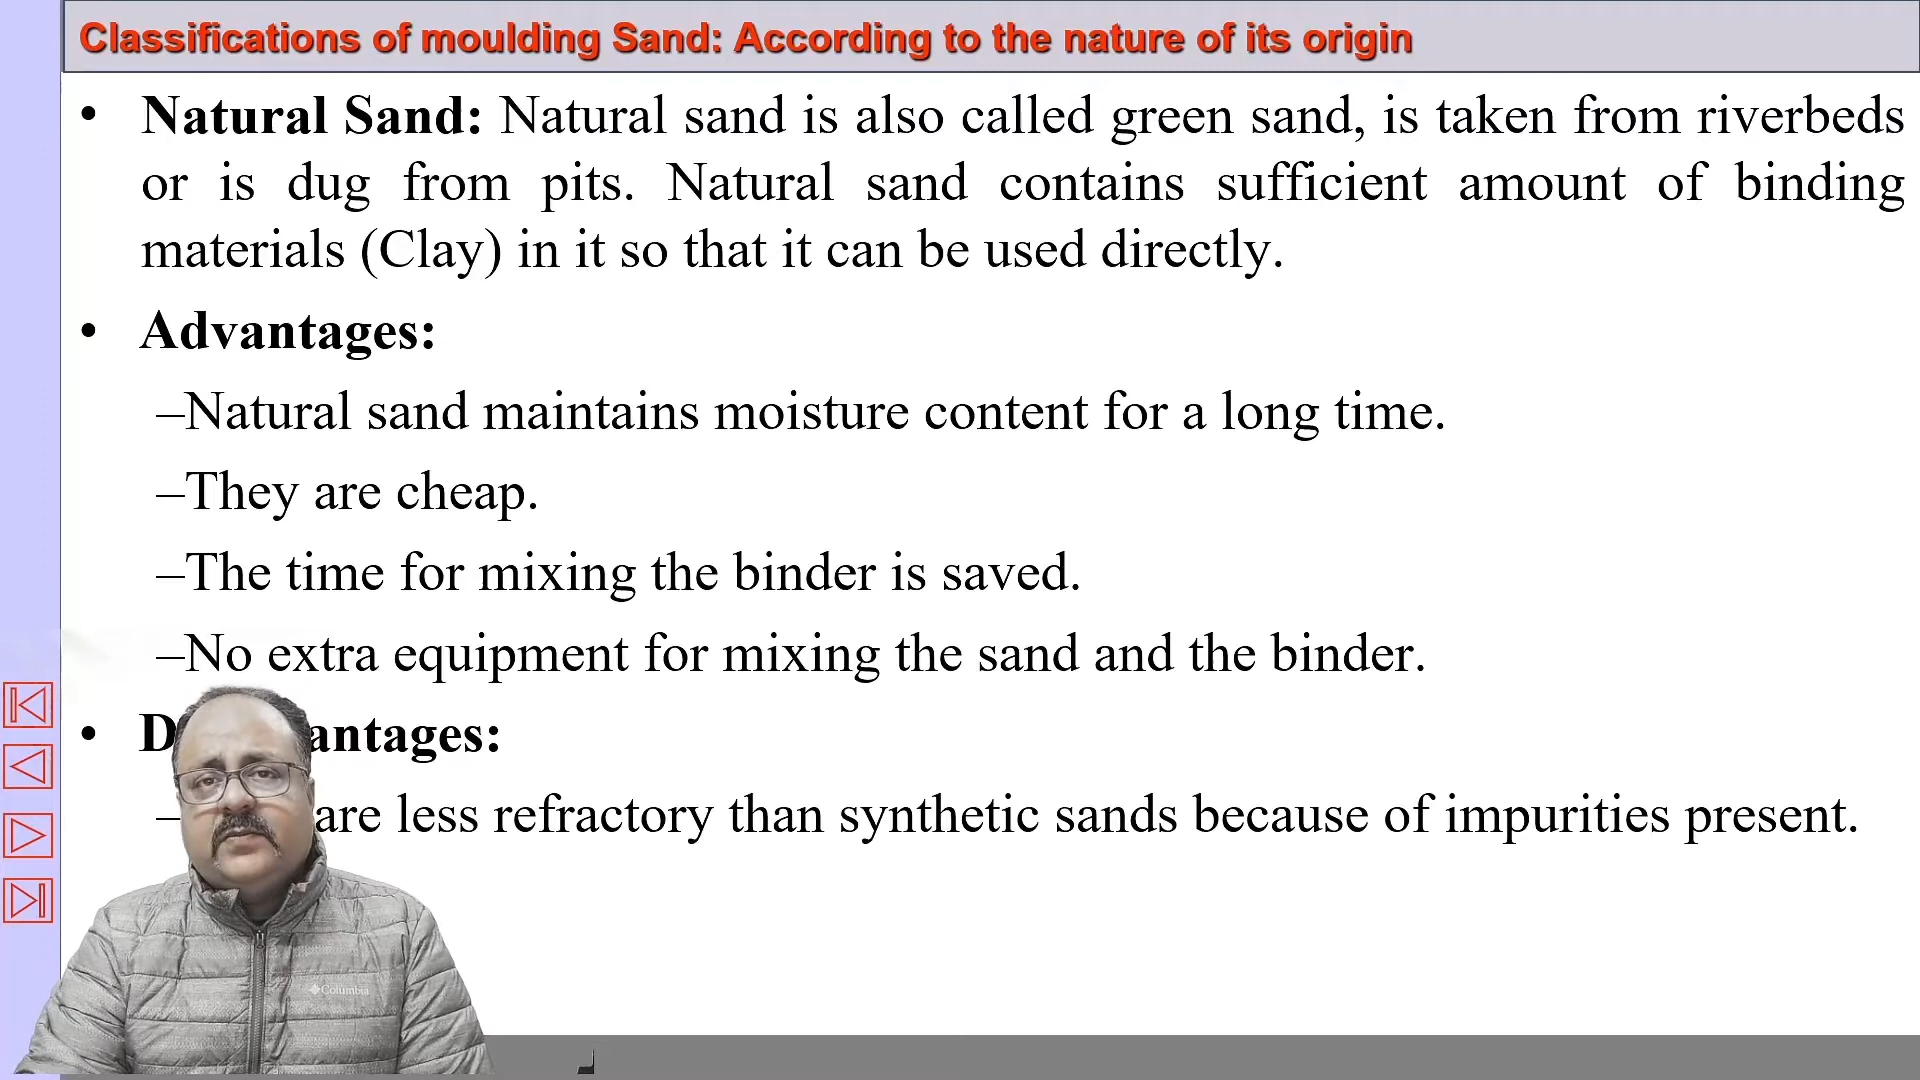 Classifications of moulding Sand: According to the nature of its origin
• Natural Sand: Natural sand is also called green sand, is taken from riverbeds
or is dug from pits. Natural sand contains sufficient amount of binding
materials (Clay) in it so that it can be used directly.
• Advantages:
–Natural sand maintains moisture content for a long time.
–They are cheap.
–The time for mixing the binder is saved.
–No extra equipment for mixing the sand and the binder.
• D antages:
– are less refractory than synthetic sands because of impurities present.
Columbia